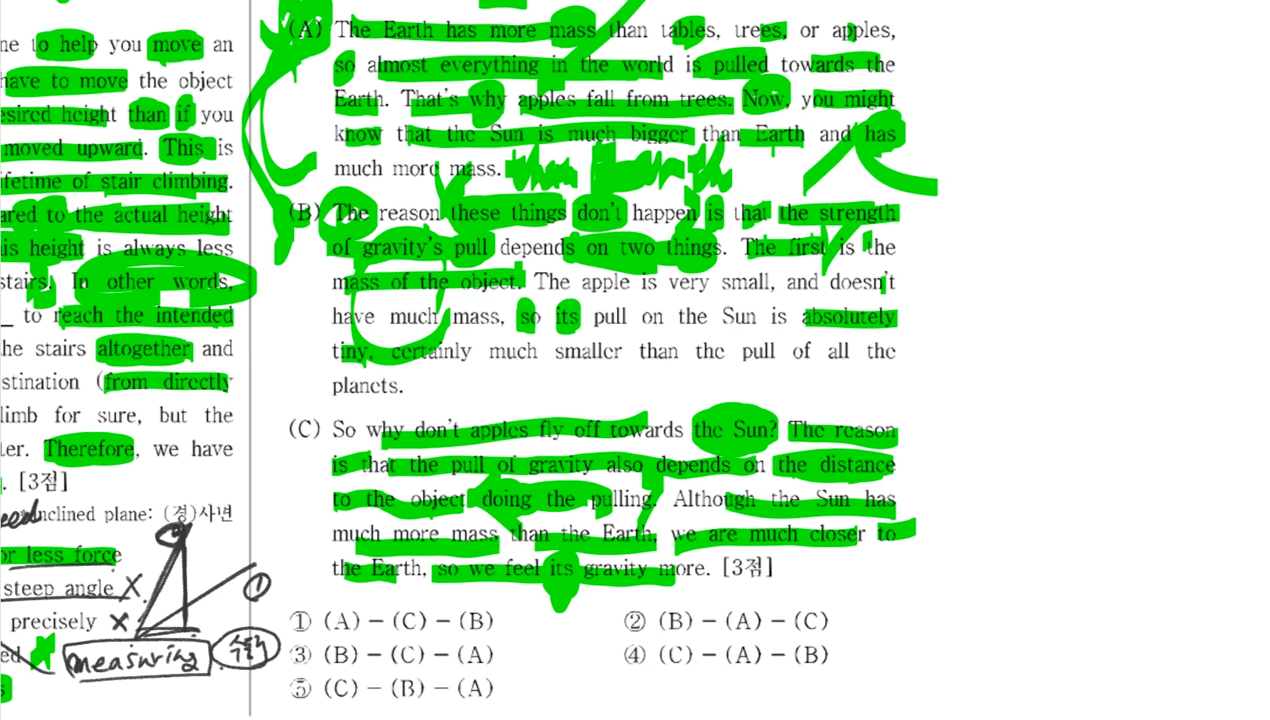 ne to help you move an
have to move the object
esired height than if you
moved upward. This is
ifetime of stair climbing.
ared to the actual height
is height is always less
stairs. In other words,
to reach the intended
he stairs altogether and
stination (from directly
limb for sure, but the
ter. Therefore, we have
. [3점]
inclined plane: (경)사면
or less force
steep angle X
precisely X
ed
measuring
s
①
(A) The Earth has more mass than tables, trees, or apples,
so almost everything in the world is pulled towards the
Earth. That's why apples fall from trees. Now, you might
know that the Sun is much bigger than Earth and has
much more mass. than Earth
(B) The reason these things don't happen is that the strength
of gravity's pull depends on two things. The first is the
mass of the object. The apple is very small, and doesn't
have much mass, so its pull on the Sun is absolutely
tiny, certainly much smaller than the pull of all the
planets.
(C) So why don't apples fly off towards the Sun? The reason
is that the pull of gravity also depends on the distance
to the object doing the pulling. Although the Sun has
much more mass than the Earth, we are much closer to
the Earth, so we feel its gravity more. [3점]
① (A) – (C) – (B) ② (B) – (A) – (C)
③ (B) – (C) – (A) ④ (C) – (A) – (B)
⑤ (C) – (B) – (A)